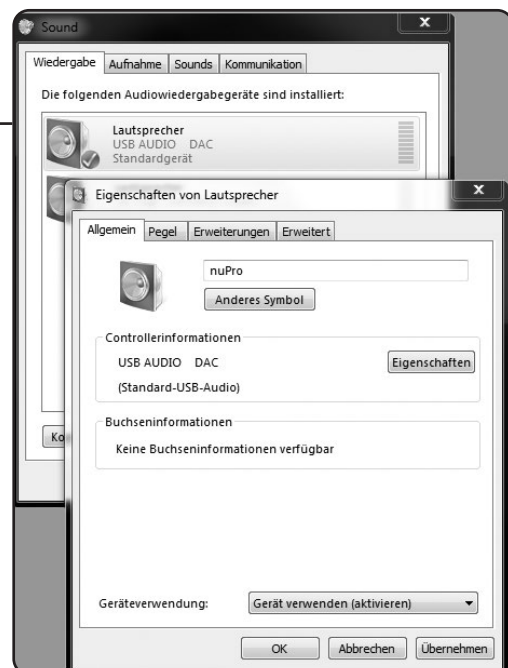 Sound
x
Wiedergabe Aufnahme Sounds Kommunikation
Die folgenden Audiowiedergabegeräte sind installiert:
Lautsprecher
USB AUDIO DAC
Standardgerät
Eigenschaften von Lautsprecher
x
Allgemein Pegel Erweiterungen Erweitert
nuPro
Anderes Symbol
Controllerinformationen
USB AUDIO DAC
Eigenschaften
(Standard-USB-Audio)
Buchseninformationen
Ko
Keine Buchseninformationen verfügbar
Geräteverwendung:
Gerät verwenden (aktivieren)
OK Abbrechen Übernehmen